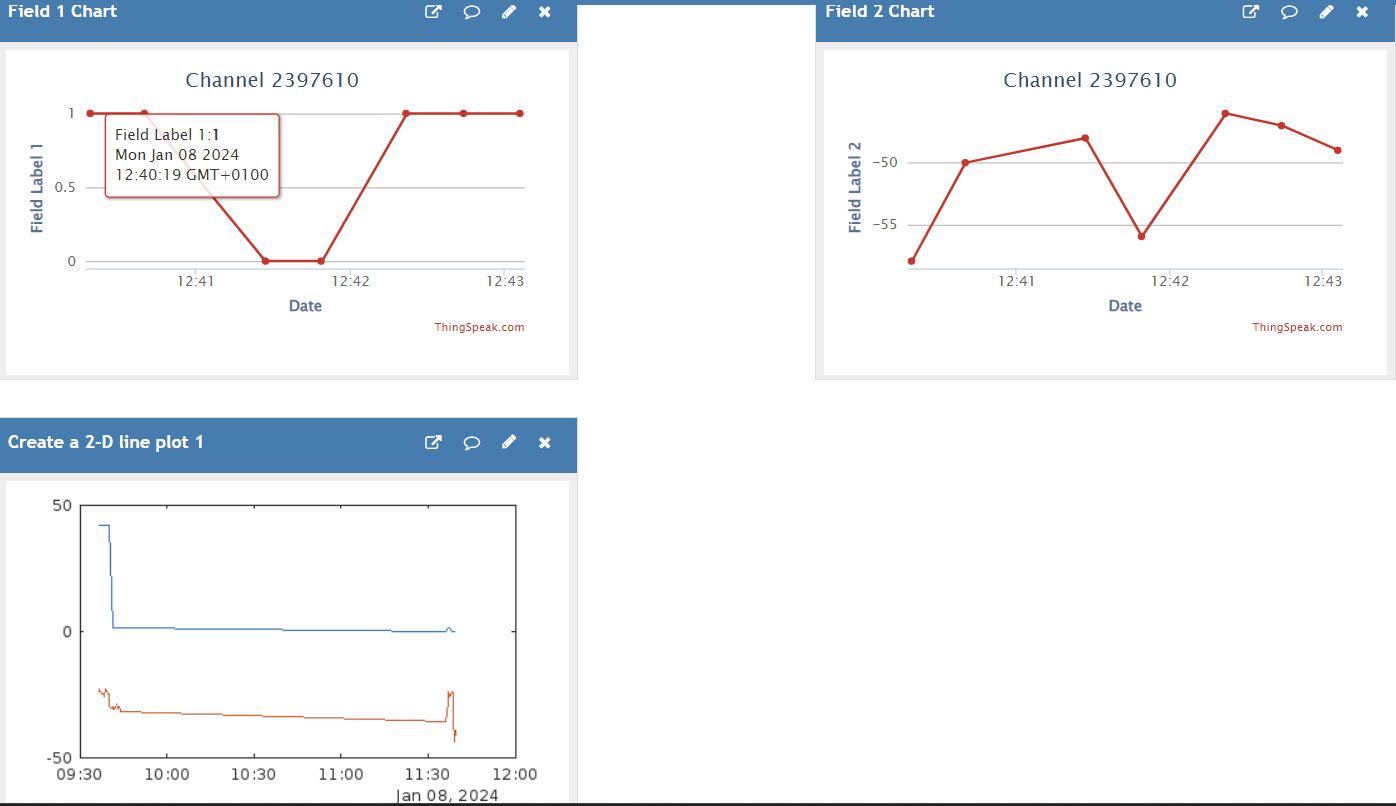 Field 1 Chart
Channel 2397610
1
0.5
0
Field Label 1
Field Label 1:1
Mon Jan 08 2024
12:40:19 GMT+0100
12:41 12:42 12:43
Date
ThingSpeak.com
Field 2 Chart
Channel 2397610
−50
−55
Field Label 2
12:41 12:42 12:43
Date
ThingSpeak.com
Create a 2-D line plot 1
50
0
-50
09:30 10:00 10:30 11:00 11:30 12:00
Jan 08, 2024